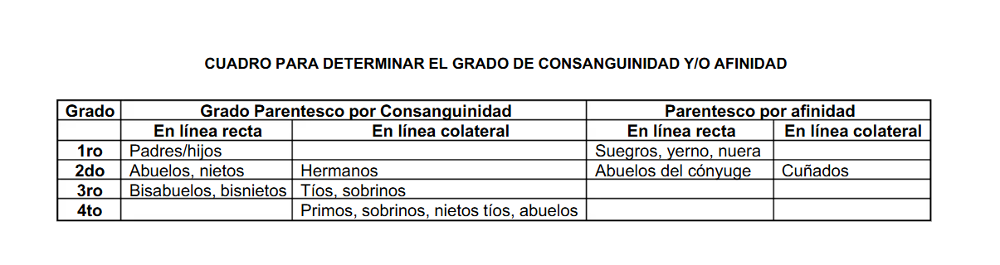 CUADRO PARA DETERMINAR EL GRADO DE CONSANGUINIDAD Y/O AFINIDAD
Grado Grado Parentesco por Consanguinidad Parentesco por afinidad
En línea recta En línea colateral En línea recta En línea colateral
1ro Padres/hijos Suegros, yerno, nuera
2do Abuelos, nietos Hermanos Abuelos del cónyuge Cuñados
3ro Bisabuelos, bisnietos Tíos, sobrinos
4to Primos, sobrinos, nietos tíos, abuelos